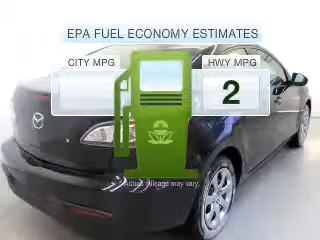 EPA FUEL ECONOMY ESTIMATES
CITY MPG
HWY MPG
2
Actual mileage may vary.